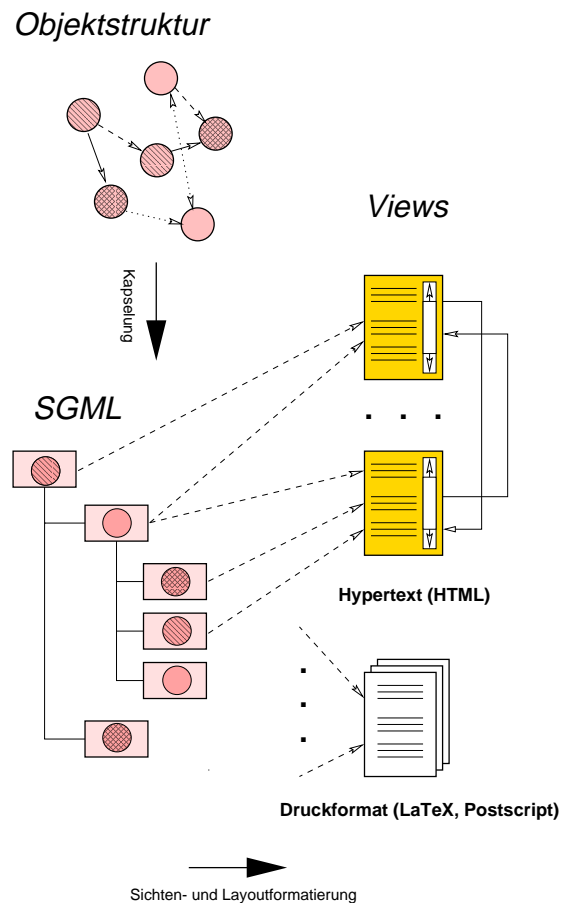 Objektstruktur
Views
Kapselung
SGML
Hypertext (HTML)
Druckformat (LaTeX, Postscript)
Sichten- und Layoutformatierung